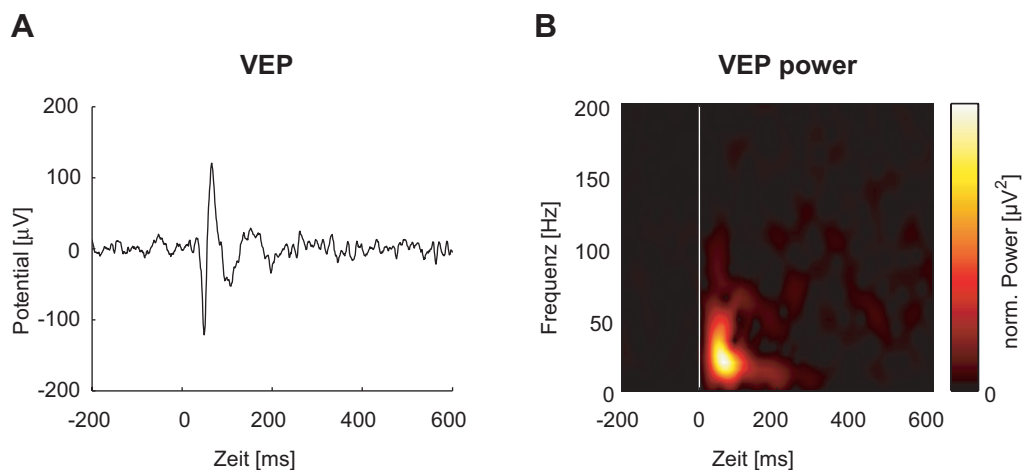 A
VEP
200
100
0
-100
-200
Potential [µV]
-200 0 200 400 600
Zeit [ms]
B
VEP power
200
150
100
50
0
Frequenz [Hz]
-200 0 200 400 600
Zeit [ms]
0
norm. Power [µV²]